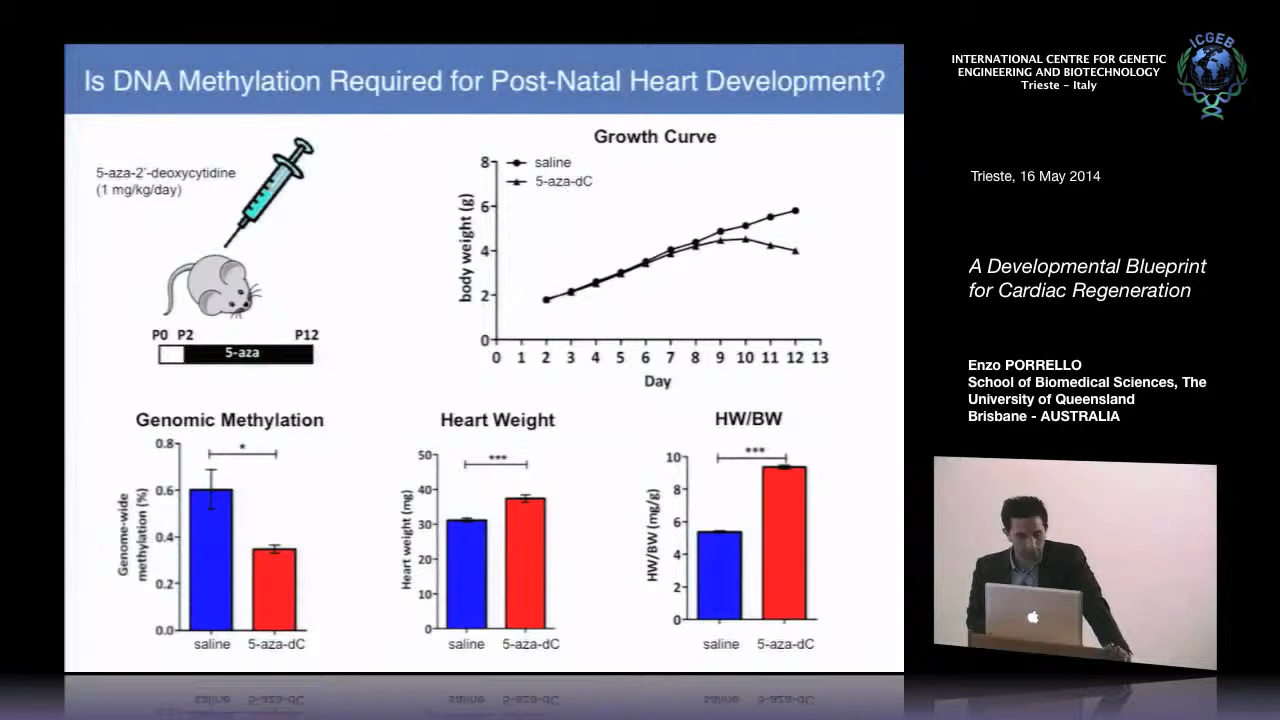 Is DNA Methylation Required for Post-Natal Heart Development?
5-aza-2'-deoxycytidine
(1 mg/kg/day)
P0 P2 P12
5-aza
Growth Curve
saline
5-aza-dC
body weight (g)
8
6
4
2
0
0 1 2 3 4 5 6 7 8 9 10 11 12 13
Day
Genomic Methylation
*
Genome-wide
methylation (%)
0.8
0.6
0.4
0.2
0.0
saline 5-aza-dC
Heart Weight
***
Heart weight (mg)
50
40
30
20
10
0
saline 5-aza-dC
HW/BW
***
HW/BW (mg/g)
10
8
6
4
2
0
saline 5-aza-dC
INTERNATIONAL CENTRE FOR GENETIC
ENGINEERING AND BIOTECHNOLOGY
Trieste - Italy
ICGEB
Trieste, 16 May 2014
A Developmental Blueprint
for Cardiac Regeneration
Enzo PORRELLO
School of Biomedical Sciences, The
University of Queensland
Brisbane - AUSTRALIA